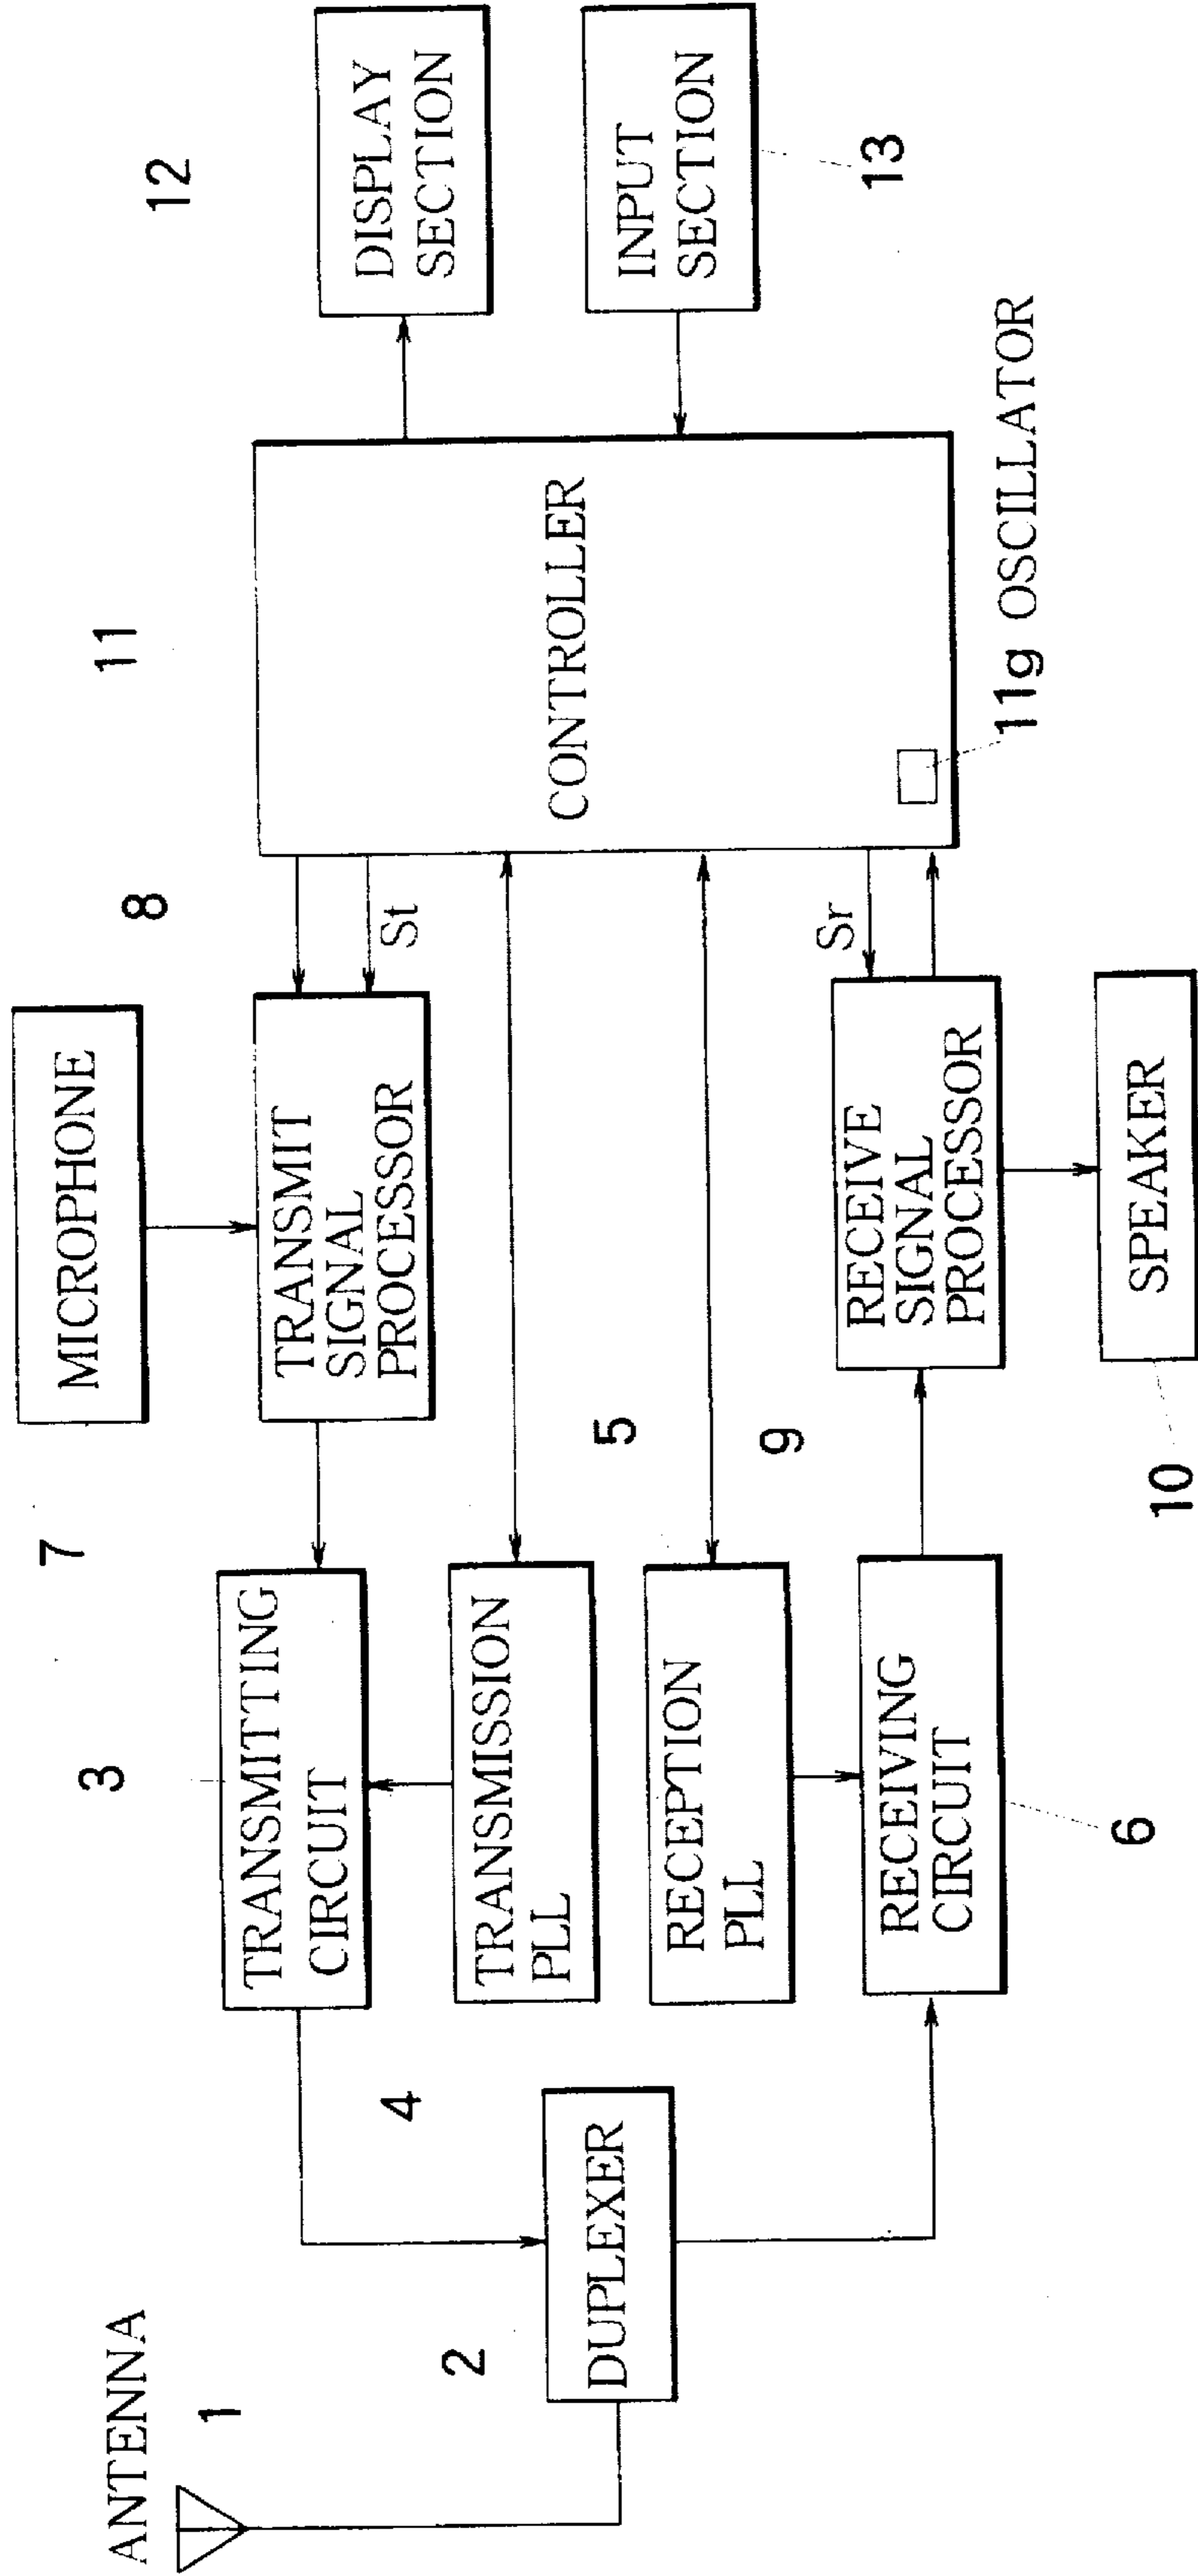 ANTENNA
1
2
DUPLEXER
3
TRANSMITTING
CIRCUIT
4
TRANSMISSION
PLL
5
RECEPTION
PLL
RECEIVING
CIRCUIT
6
7
MICROPHONE
8
TRANSMIT
SIGNAL
PROCESSOR
St
9
RECEIVE
SIGNAL
PROCESSOR
Sr
SPEAKER
10
11
CONTROLLER
11g OSCILLATOR
12
DISPLAY
SECTION
INPUT
SECTION
13